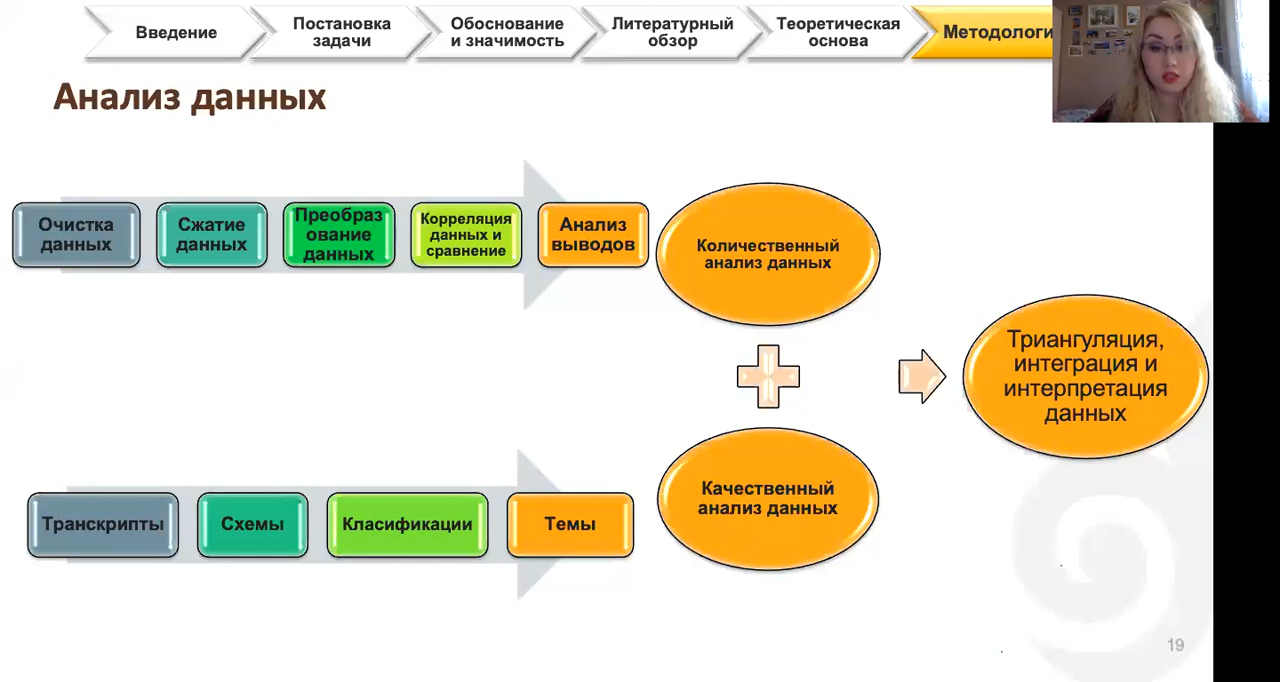 Введение
Постановка
задачи
Обоснование
и значимость
Литературный
обзор
Теоретическая
основа
Методологи
Анализ данных
Очистка
данных
Сжатие
данных
Преобраз
ование
данных
Корреляция
данных и
сравнение
Анализ
выводов
Количественный
анализ данных
Триангуляция,
интеграция и
интерпретация
данных
Качественный
анализ данных
Транскрипты
Схемы
Класификации
Темы
19